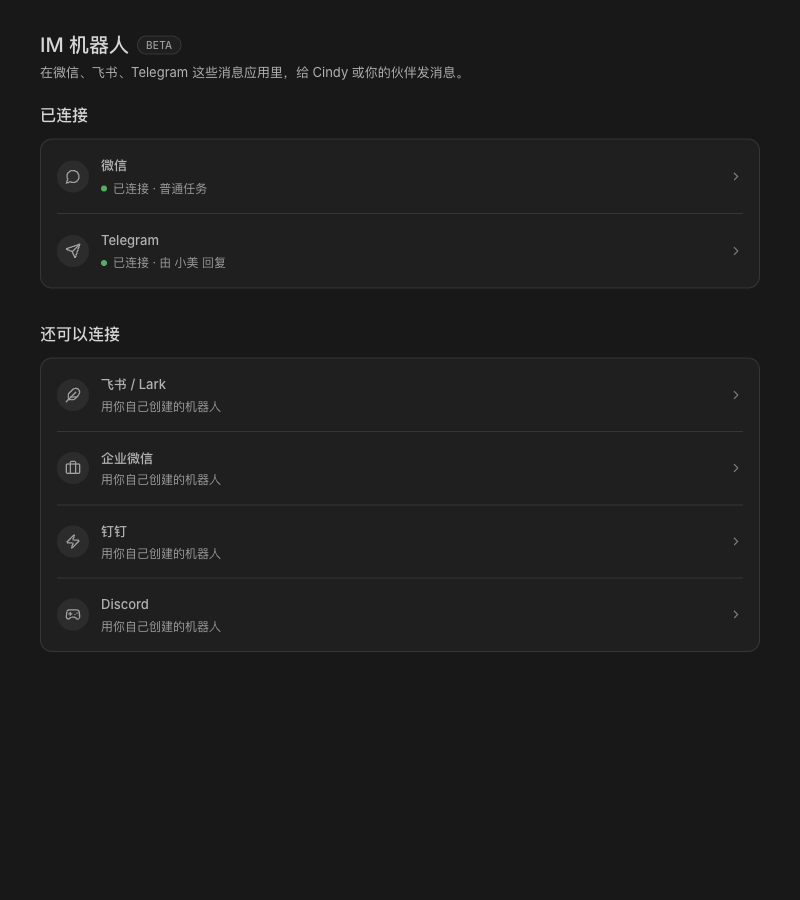 IM 机器人 BETA
在微信、飞书、Telegram 这些消息应用里，给 Cindy 或你的伙伴发消息。
已连接
微信
已连接 · 普通任务
Telegram
已连接 · 由 小美 回复
还可以连接
飞书 / Lark
用你自己创建的机器人
企业微信
用你自己创建的机器人
钉钉
用你自己创建的机器人
Discord
用你自己创建的机器人